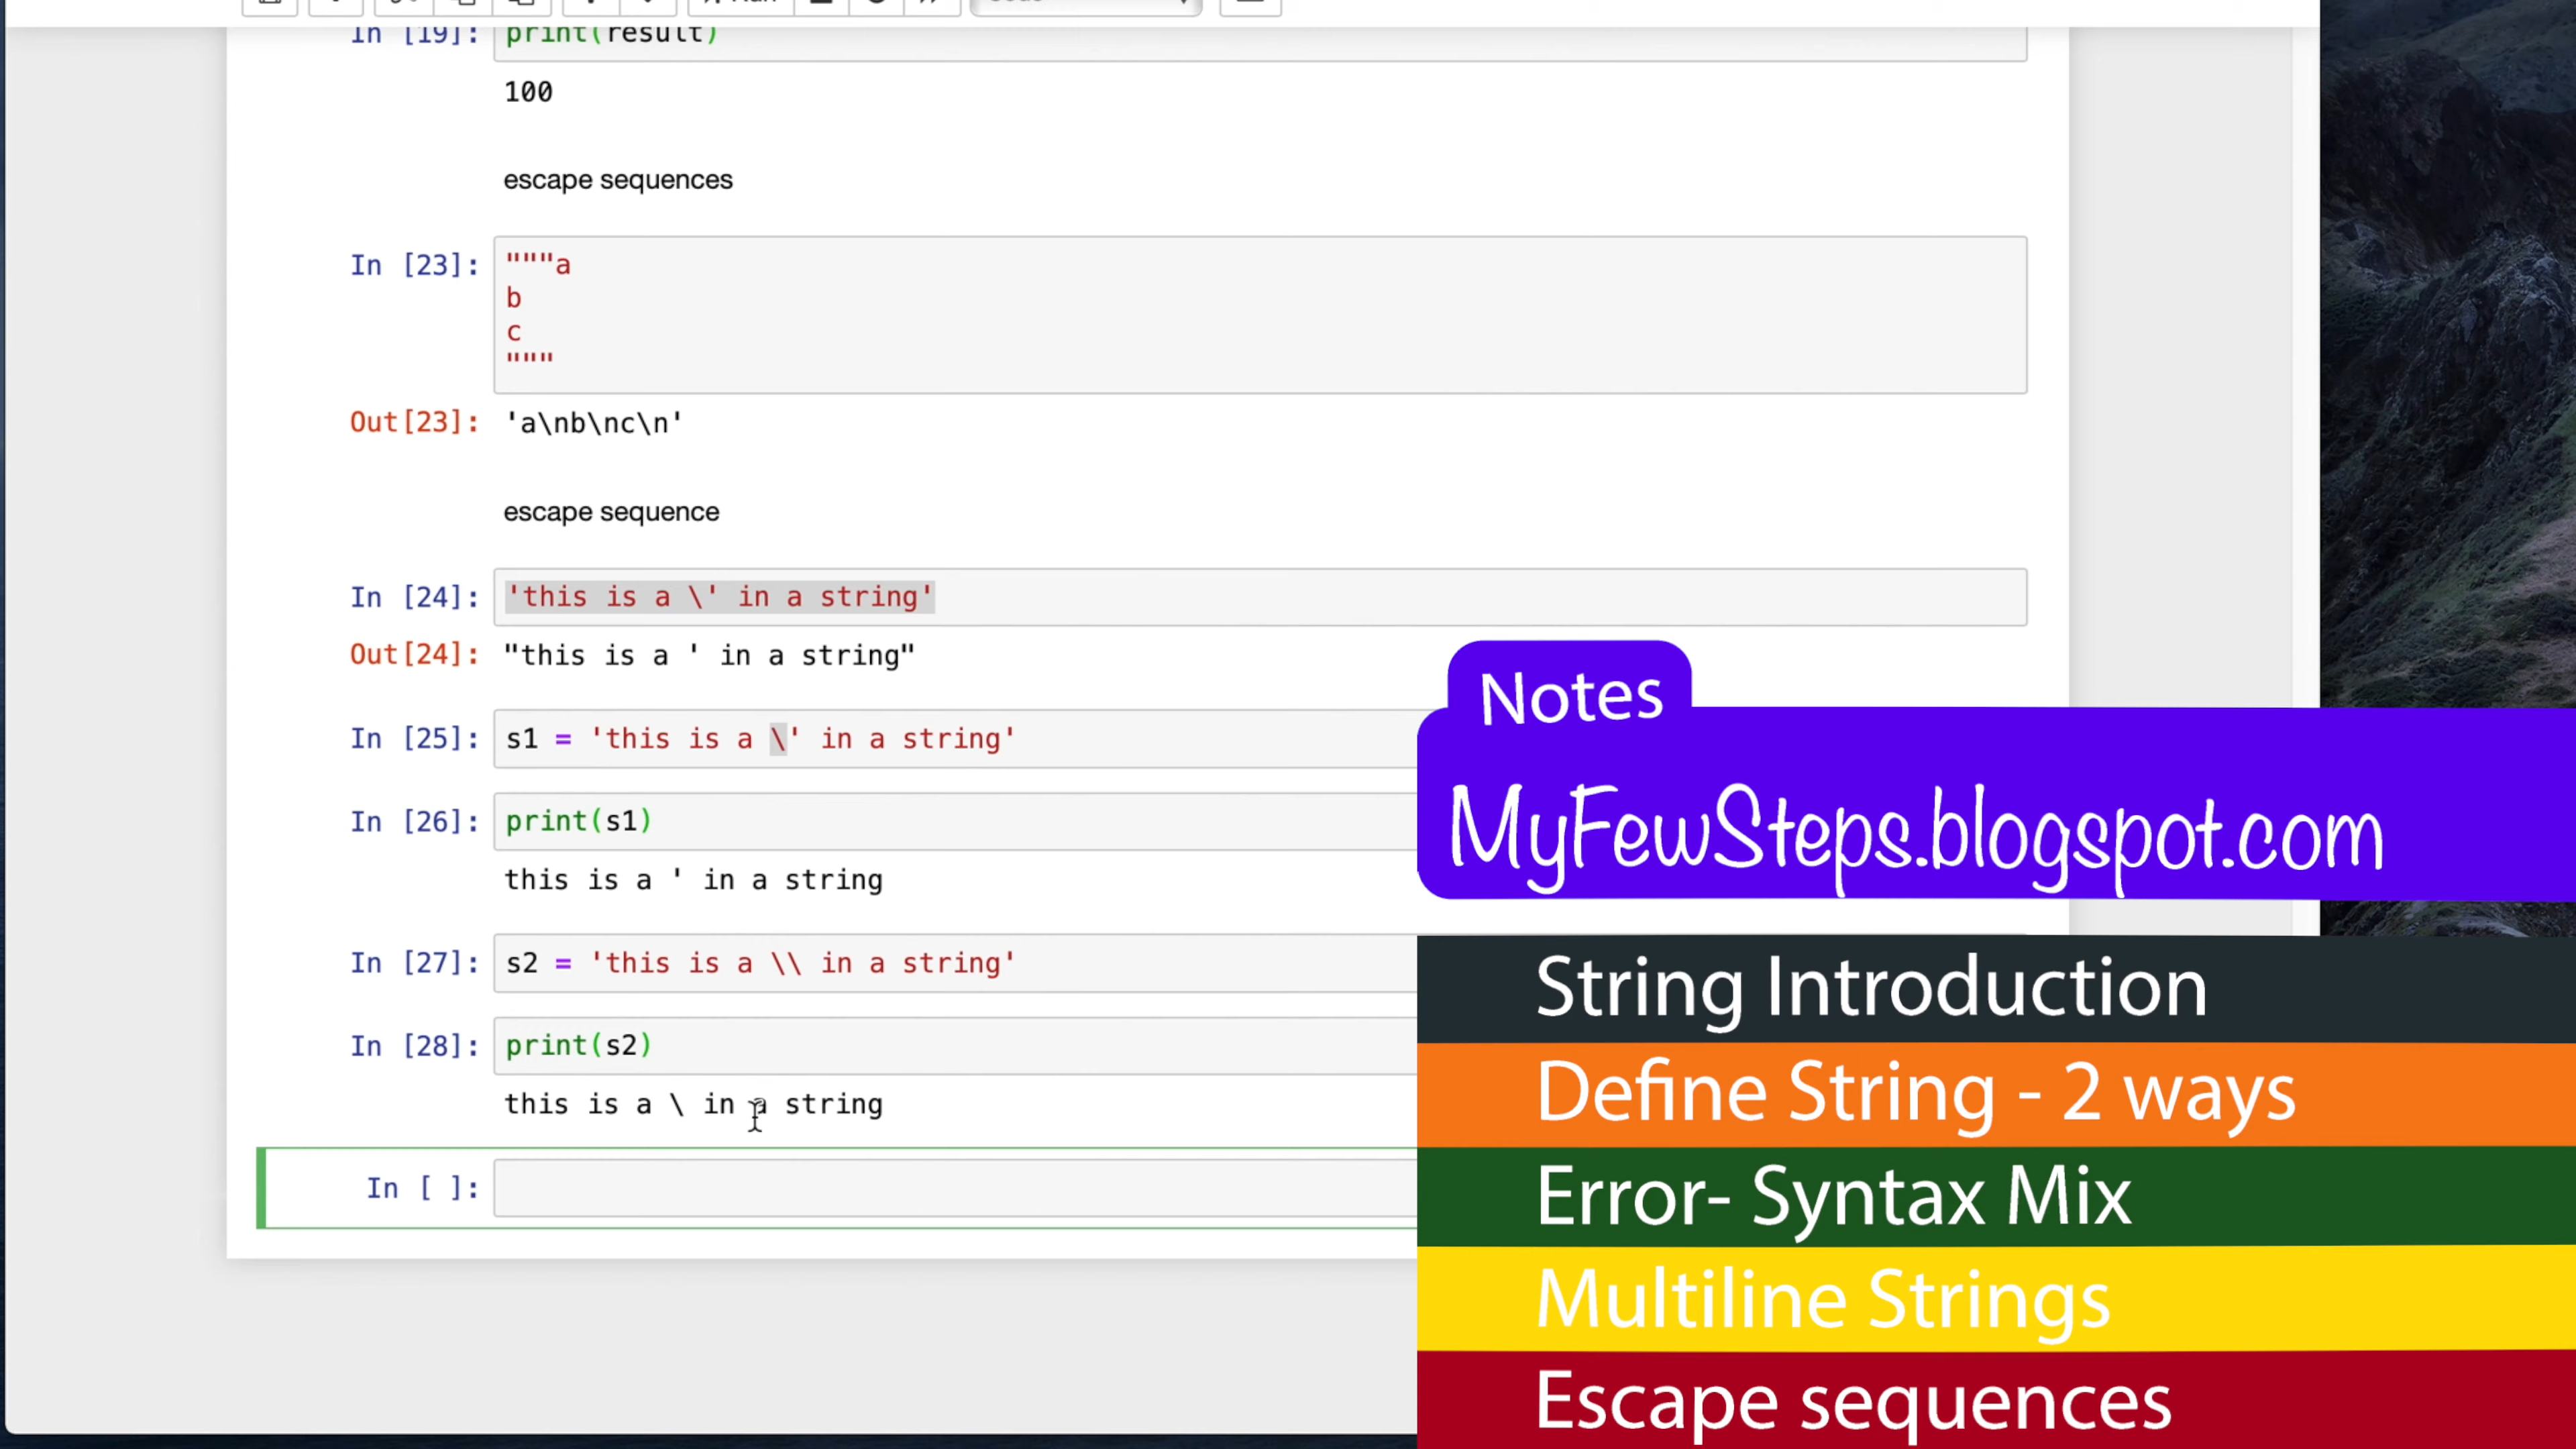 Run
In [19]: print(result)
100
escape sequences
In [23]: """a
b
c
"""
Out[23]: 'a\nb\nc\n'
escape sequence
In [24]: 'this is a \' in a string'
Out[24]: "this is a ' in a string"
In [25]: s1 = 'this is a \' in a string'
In [26]: print(s1)
this is a ' in a string
In [27]: s2 = 'this is a \\ in a string'
In [28]: print(s2)
this is a \ in a string
In [ ]:
Notes
MyFewSteps.blogspot.com
String Introduction
Define String - 2 ways
Error- Syntax Mix
Multiline Strings
Escape sequences